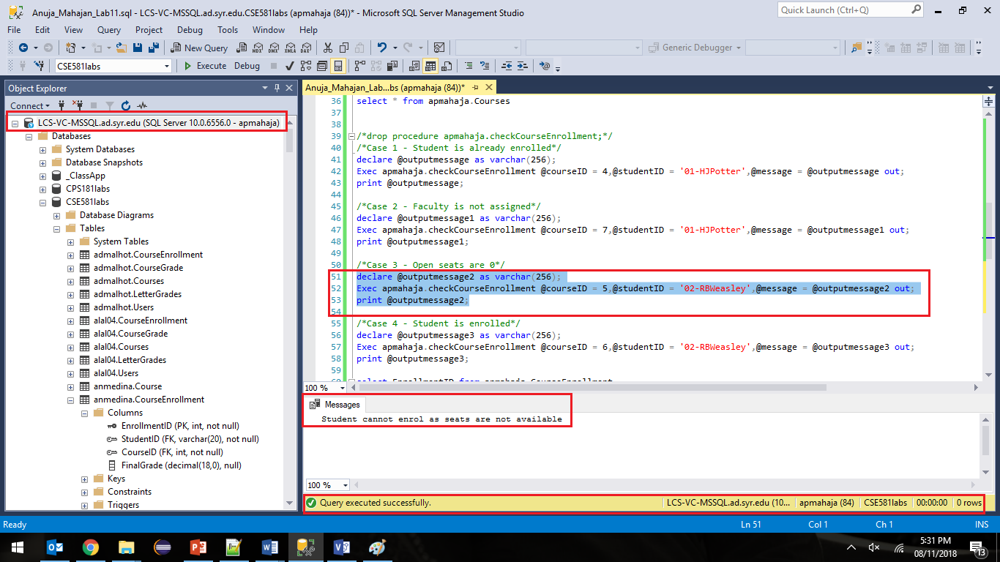 Anuja_Mahajan_Lab11.sql - LCS-VC-MSSQL.ad.syr.edu.CSE581labs (apmahaja (84))* - Microsoft SQL Server Management Studio
Quick Launch (Ctrl+Q)
File Edit View Query Project Debug Tools Window Help
New Query MDX DMX XMLA DAX Generic Debugger
CSE581labs Execute Debug
Object Explorer
Connect
LCS-VC-MSSQL.ad.syr.edu (SQL Server 10.0.6556.0 - apmahaja)
Databases
System Databases
Database Snapshots
_ClassApp
CPS181labs
CSE581labs
Database Diagrams
Tables
System Tables
admalhot.CourseEnrollment
admalhot.CourseGrade
admalhot.Courses
admalhot.LetterGrades
admalhot.Users
alal04.CourseEnrollment
alal04.CourseGrade
alal04.Courses
alal04.LetterGrades
alal04.Users
anmedina.Course
anmedina.CourseEnrollment
Columns
EnrollmentID (PK, int, not null)
StudentID (FK, varchar(20), not null)
CourseID (FK, int, not null)
FinalGrade (decimal(18,0), null)
Keys
Constraints
Triggers
Anuja_Mahajan_Lab...bs (apmahaja (84))*
36 select * from apmahaja.Courses
37
38
39 /*drop procedure apmahaja.checkCourseEnrollment;*/
40 /*Case 1 - Student is already enrolled*/
41 declare @outputmessage as varchar(256);
42 Exec apmahaja.checkCourseEnrollment @courseID = 4,@studentID = '01-HJPotter',@message = @outputmessage out;
43 print @outputmessage;
44
45 /*Case 2 - Faculty is not assigned*/
46 declare @outputmessage1 as varchar(256);
47 Exec apmahaja.checkCourseEnrollment @courseID = 7,@studentID = '01-HJPotter',@message = @outputmessage1 out;
48 print @outputmessage1;
49
50 /*Case 3 - Open seats are 0*/
51 declare @outputmessage2 as varchar(256);
52 Exec apmahaja.checkCourseEnrollment @courseID = 5,@studentID = '02-RBWeasley',@message = @outputmessage2 out;
53 print @outputmessage2;
54
55 /*Case 4 - Student is enrolled*/
56 declare @outputmessage3 as varchar(256);
57 Exec apmahaja.checkCourseEnrollment @courseID = 6,@studentID = '02-RBWeasley',@message = @outputmessage3 out;
58 print @outputmessage3;
59
60 select EnrollmentID from apmahaja.CourseEnrollment
100 %
Messages
Student cannot enrol as seats are not available
100 %
Query executed successfully. LCS-VC-MSSQL.ad.syr.edu (10... apmahaja (84) CSE581labs 00:00:00 0 rows
Ready Ln 51 Col 1 Ch 1 INS
5:31 PM
08/11/2018
13